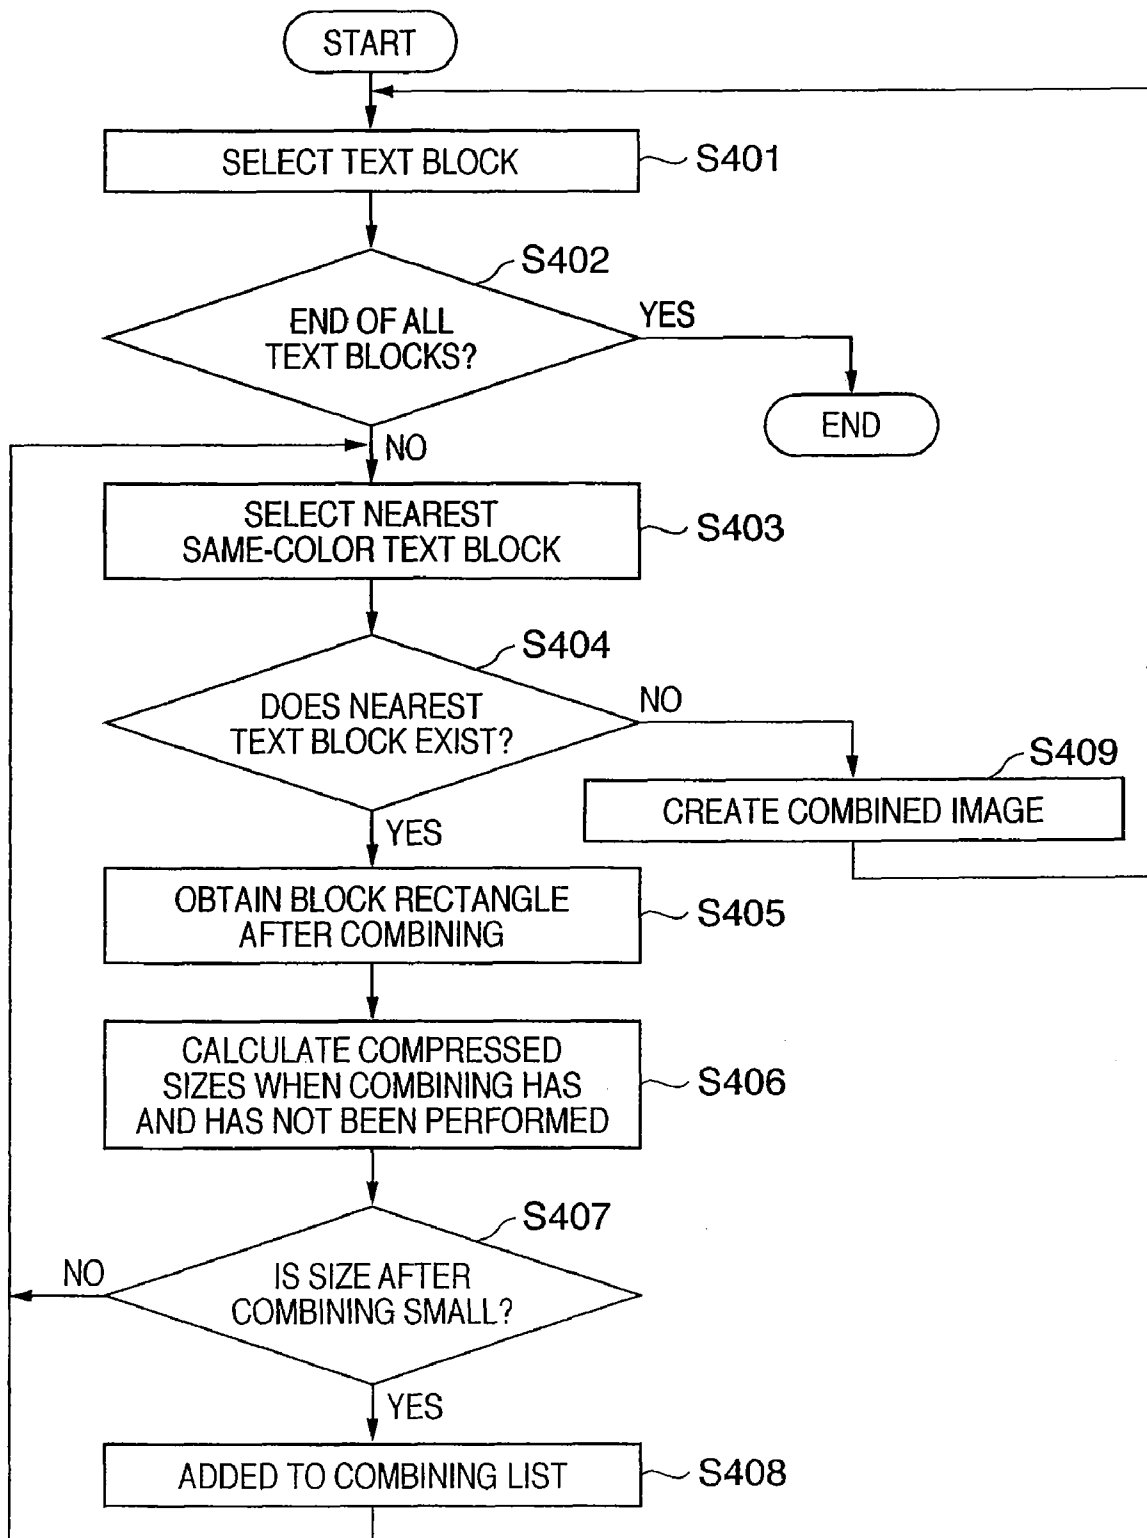 START
SELECT TEXT BLOCK
S401
S402
END OF ALL
TEXT BLOCKS?
YES
END
NO
SELECT NEAREST
SAME-COLOR TEXT BLOCK
S403
S404
DOES NEAREST
TEXT BLOCK EXIST?
NO
S409
CREATE COMBINED IMAGE
YES
OBTAIN BLOCK RECTANGLE
AFTER COMBINING
S405
CALCULATE COMPRESSED
SIZES WHEN COMBINING HAS
AND HAS NOT BEEN PERFORMED
S406
S407
NO
IS SIZE AFTER
COMBINING SMALL?
YES
ADDED TO COMBINING LIST
S408